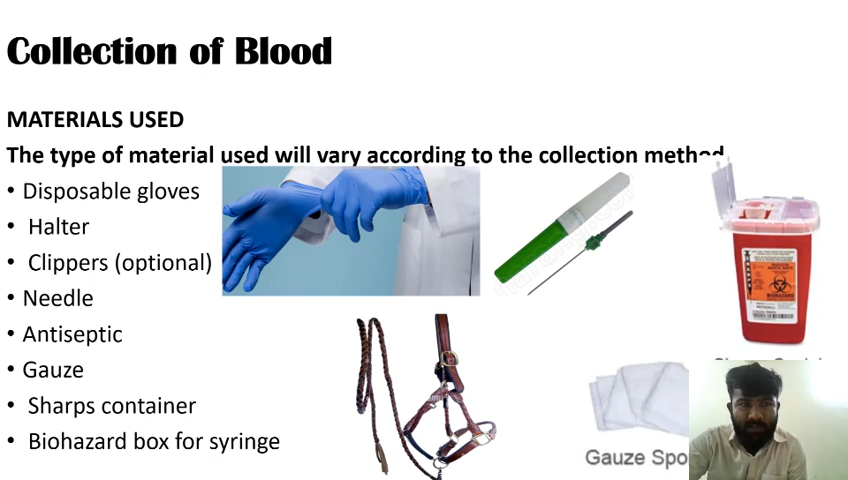 Collection of Blood
MATERIALS USED
The type of material used will vary according to the collection method
• Disposable gloves
• Halter
• Clippers (optional)
• Needle
• Antiseptic
• Gauze
• Sharps container
• Biohazard box for syringe
BIOHAZARD
Gauze Spo